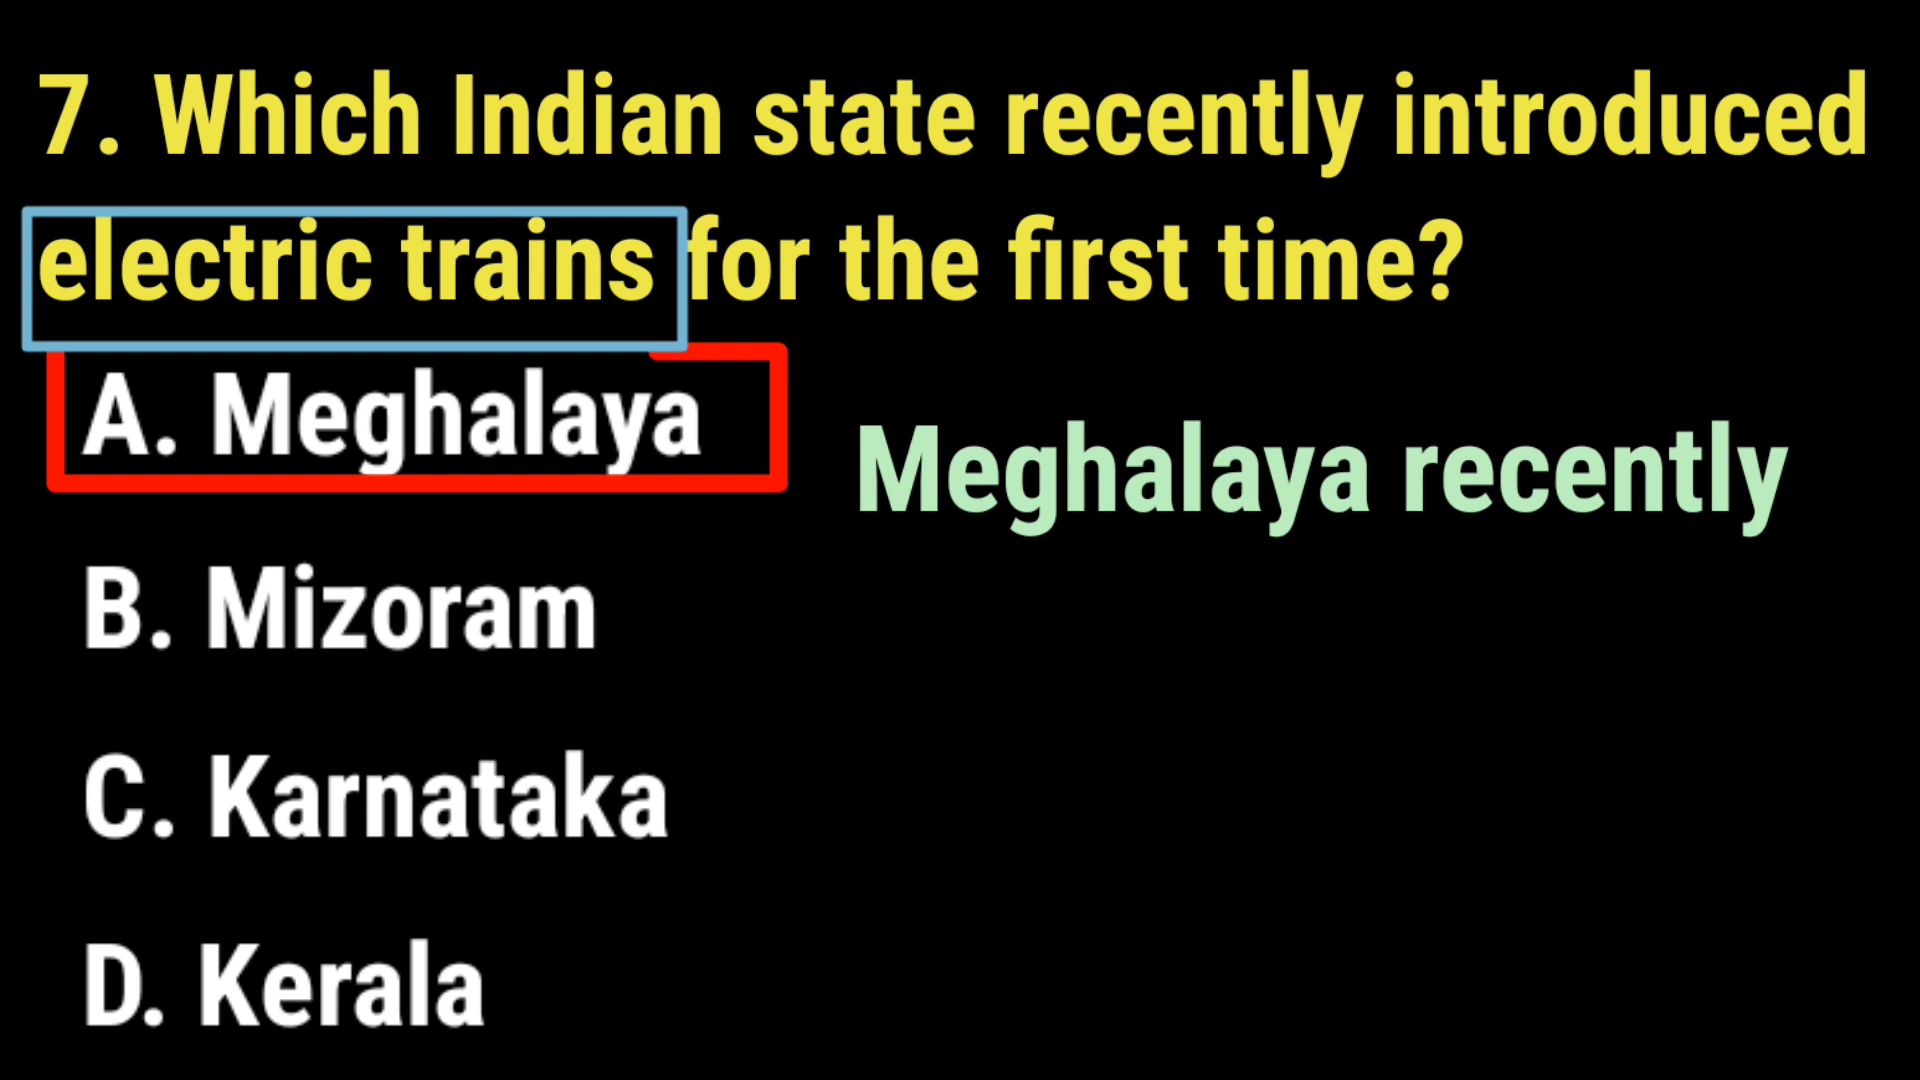 7. Which Indian state recently introduced
electric trains for the first time?
A. Meghalaya
Meghalaya recently
B. Mizoram
C. Karnataka
D. Kerala